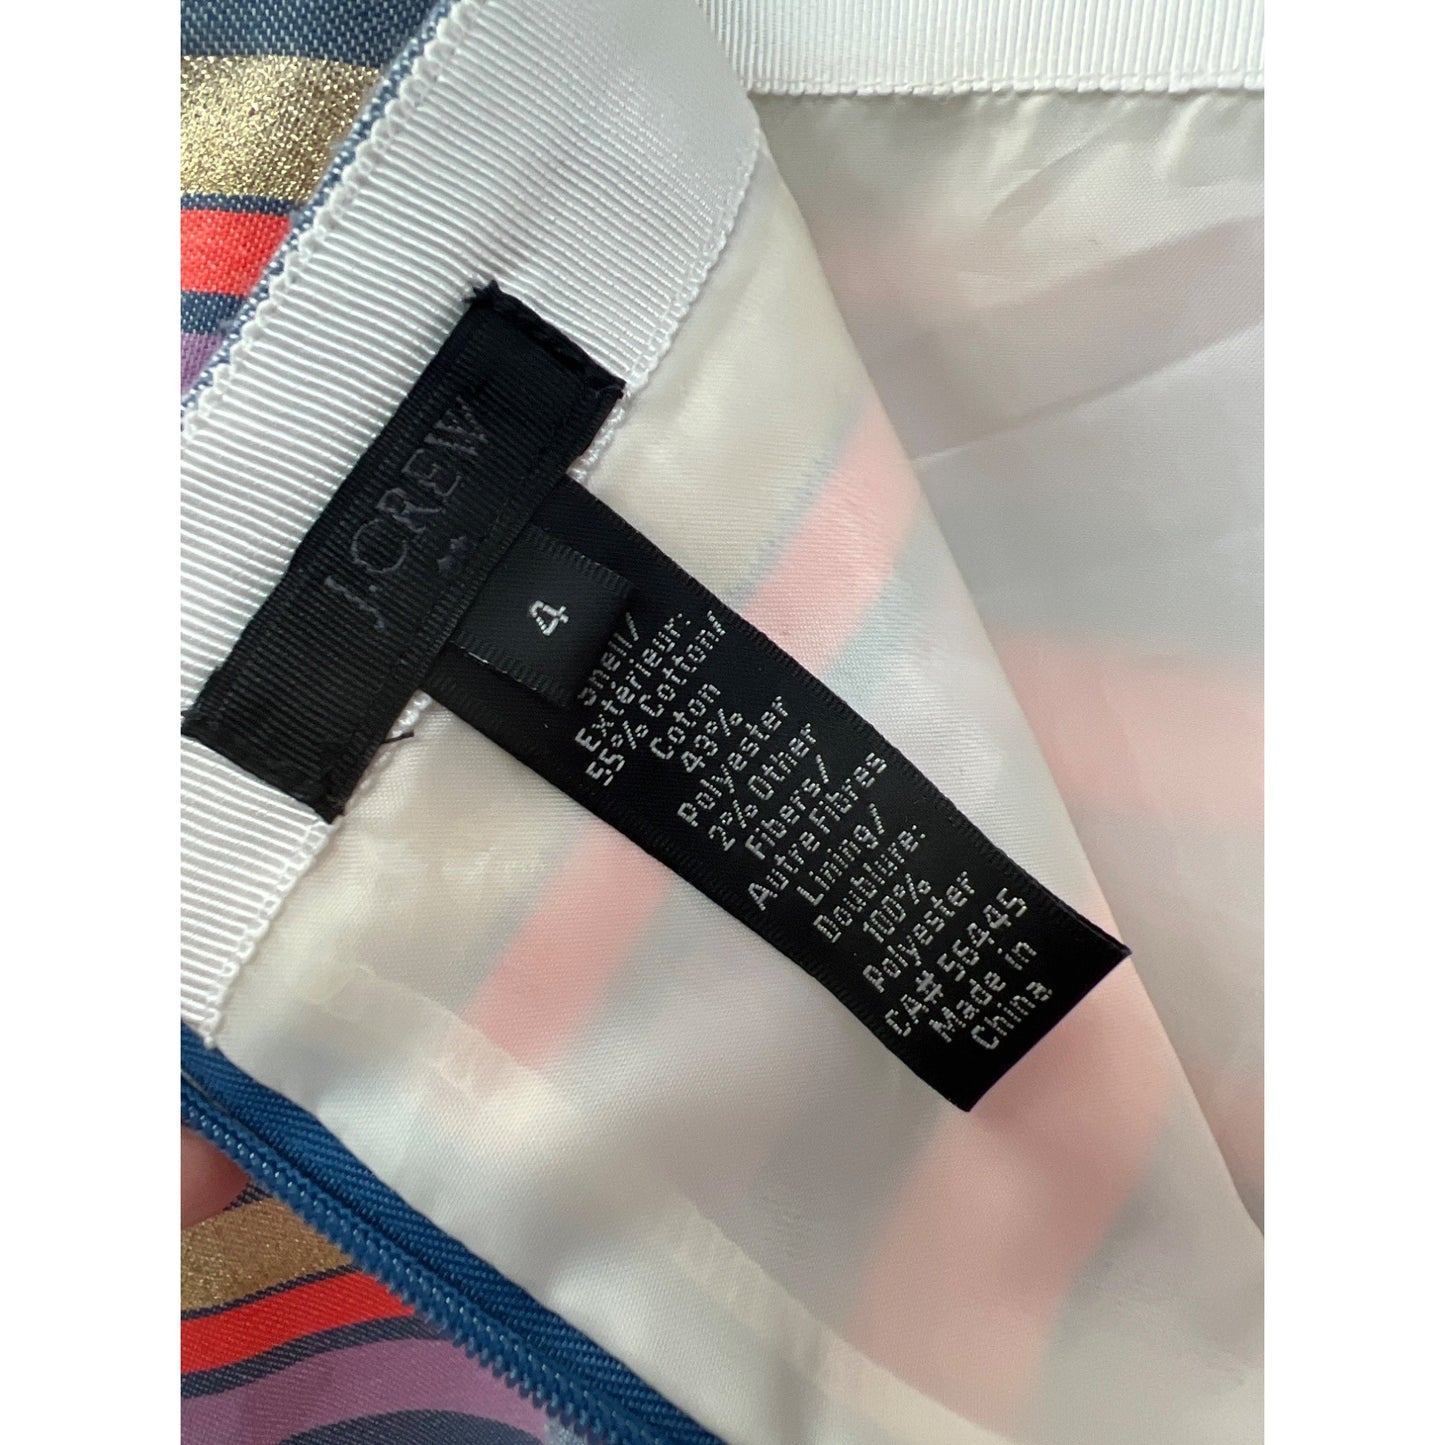 J.CREW
4
Shell/
Exterieur:
55% Cotton/
Coton
43%
Polyester
2% Other
Fibers/
Autre Fibres
Lining/
Doublure:
100%
Polyester
CA#56445
Made in
China